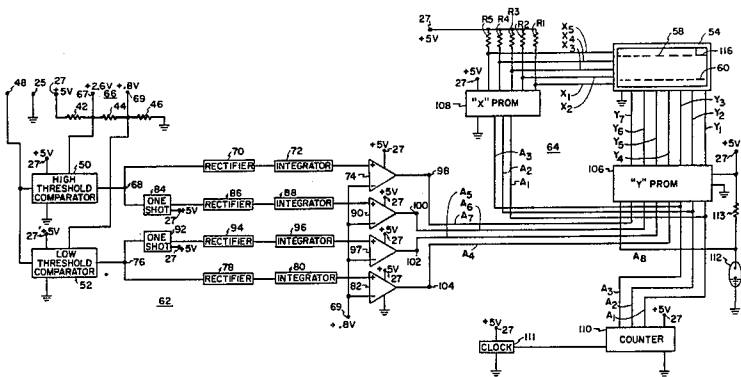 27
+5V
R5 R4 R3 R2 R1
X5
X4
X3
X1
X2
58
54
116
60
48 25 27 +5V 67 +2.6V 66 +.8V 69
42 44 46
+5V
27
108
"X" PROM
64
A3
A2
A1
Y7
Y6
Y5
Y4
Y3
Y2
Y1
27
+5V
+5V
27
50
HIGH THRESHOLD COMPARATOR
68
70
RECTIFIER
72
INTEGRATOR
+5V
27
74
98
106
"Y" PROM
84
ONE SHOT
27 +5V
86
RECTIFIER
88
INTEGRATOR
+5V
27
90
100
A5
A6
A7
113
+5V
27
LOW THRESHOLD COMPARATOR
52
76
92
ONE SHOT
27 +5V
94
RECTIFIER
96
INTEGRATOR
+5V
27
97
102
A4
A8
112
78
RECTIFIER
80
INTEGRATOR
+5V
27
82
104
62
69
+.8V
A3
A2
A1
+5V
27
+5V
27
111
CLOCK
110
COUNTER